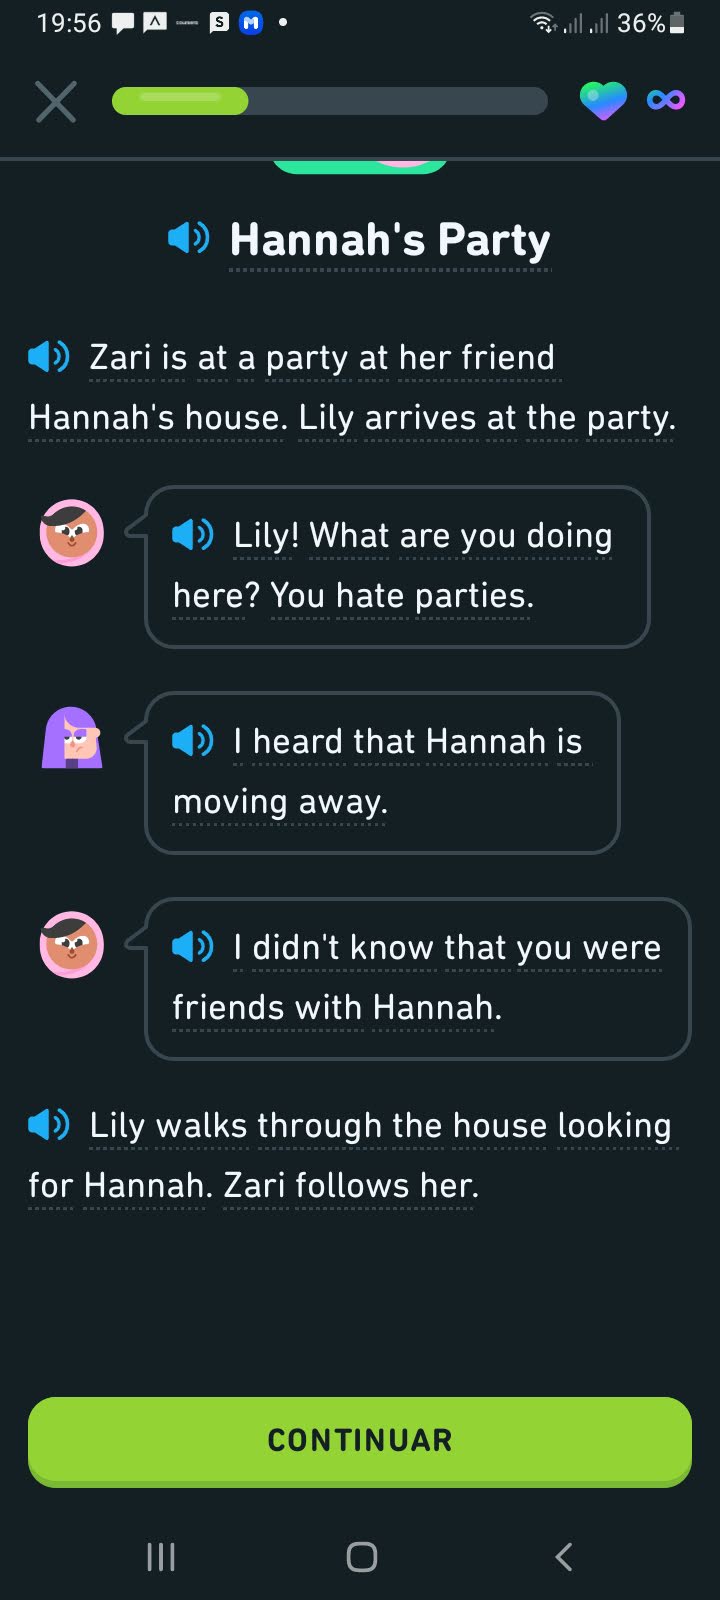 19:56
36%
Hannah's Party
Zari is at a party at her friend
Hannah's house. Lily arrives at the party.
Lily! What are you doing
here? You hate parties.
I heard that Hannah is
moving away.
I didn't know that you were
friends with Hannah.
Lily walks through the house looking
for Hannah. Zari follows her.
CONTINUAR